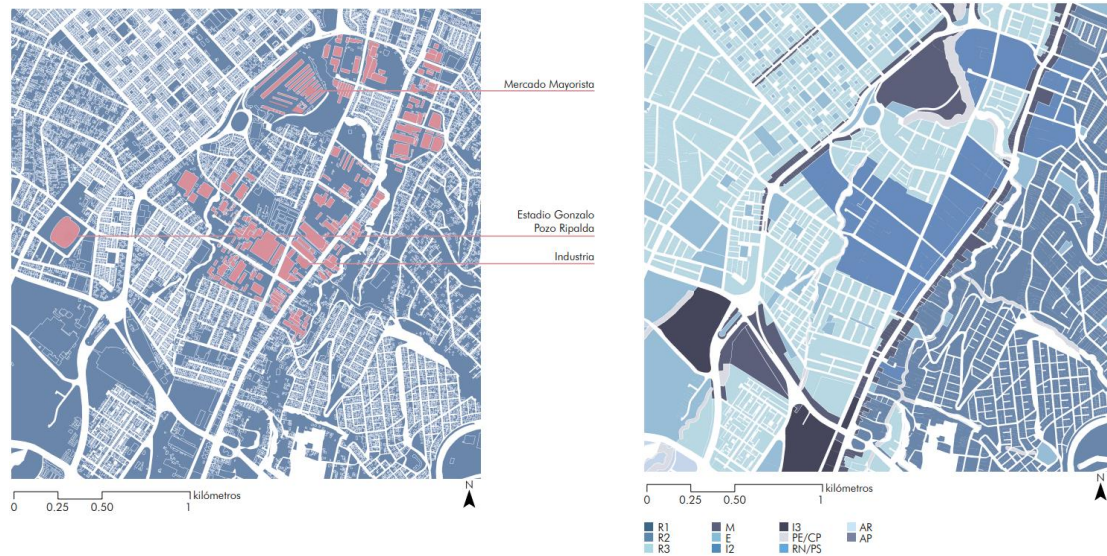 Mercado Mayorista
Estadio Gonzalo
Pozo Ripalda
Industria
kilómetros
0 0.25 0.50 1
N
kilómetros
0 0.25 0.50 1
N
R1
R2
R3
M
E
I2
I3
PE/CP
RN/PS
AR
AP